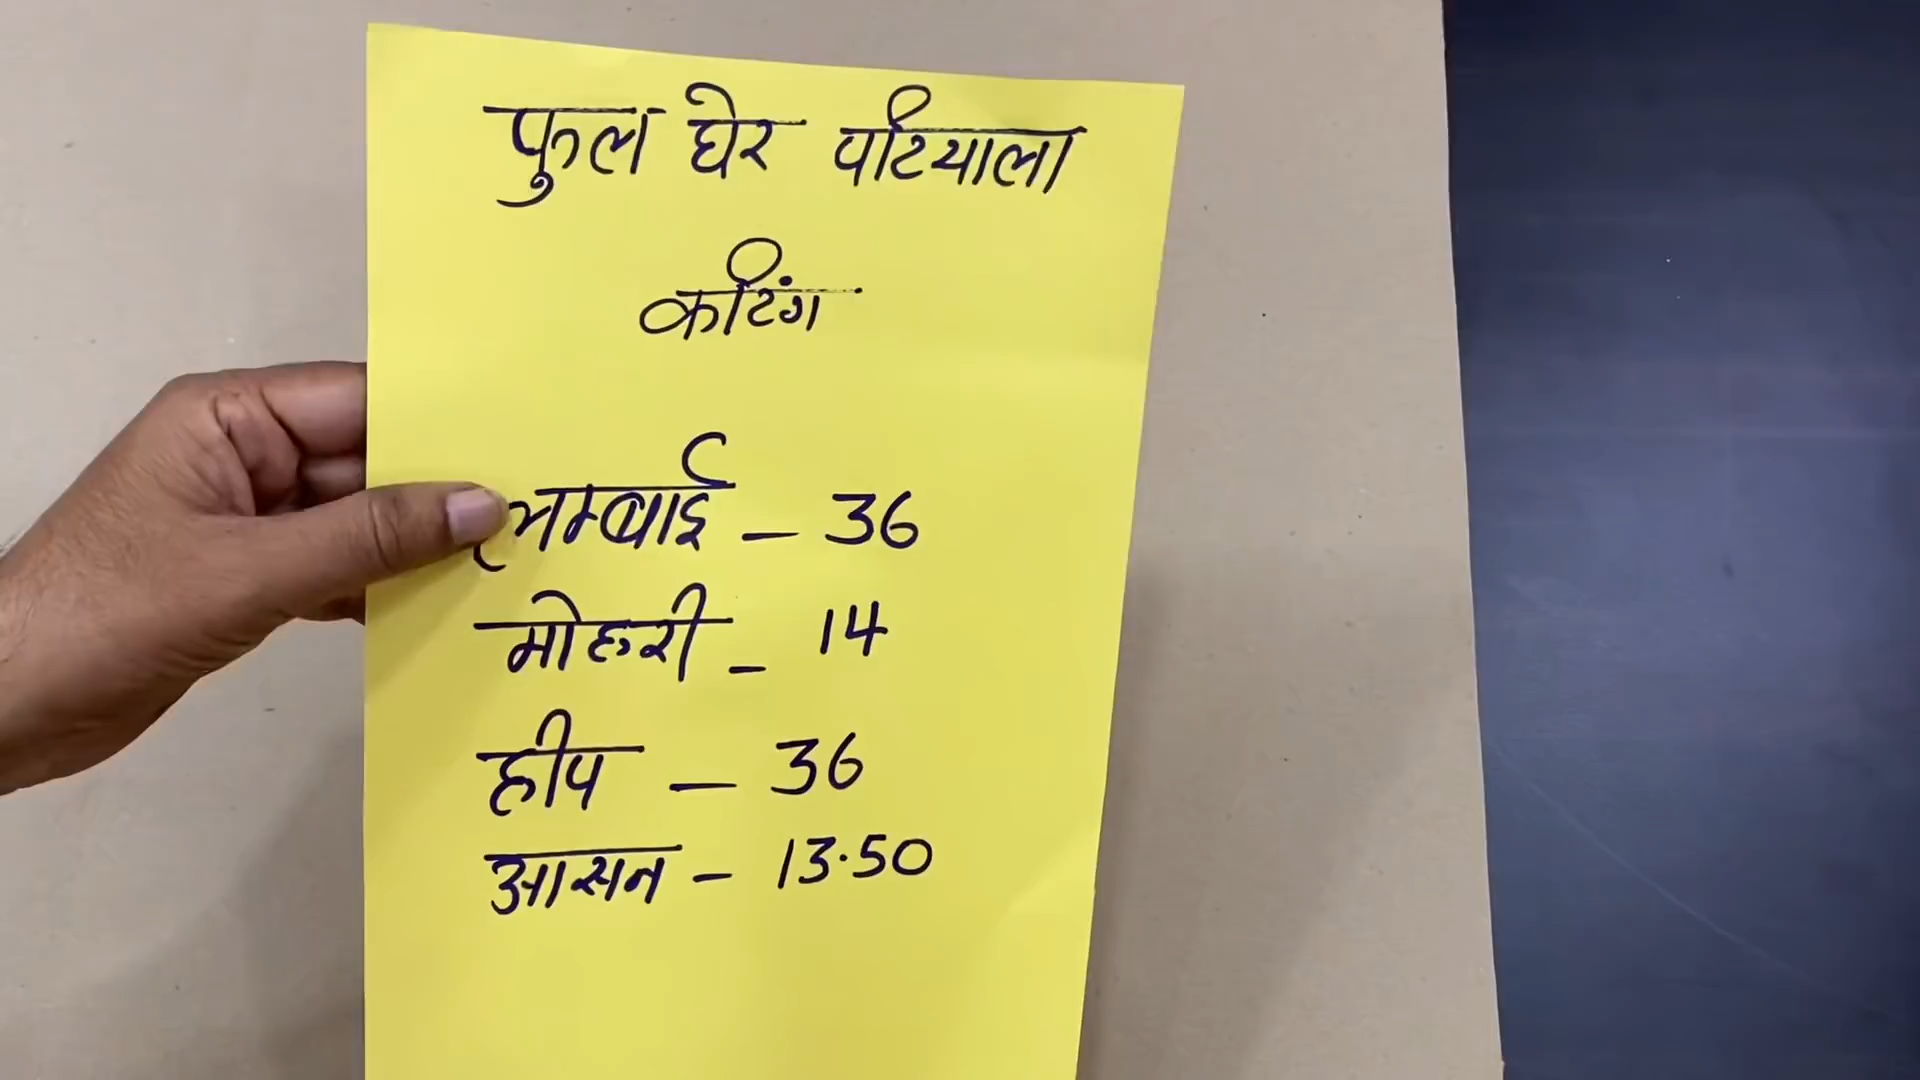 फुल घेर पटियाला
कटिंग
लम्बाई - 36
मोहरी - 14
हीप - 36
आसन - 13.50